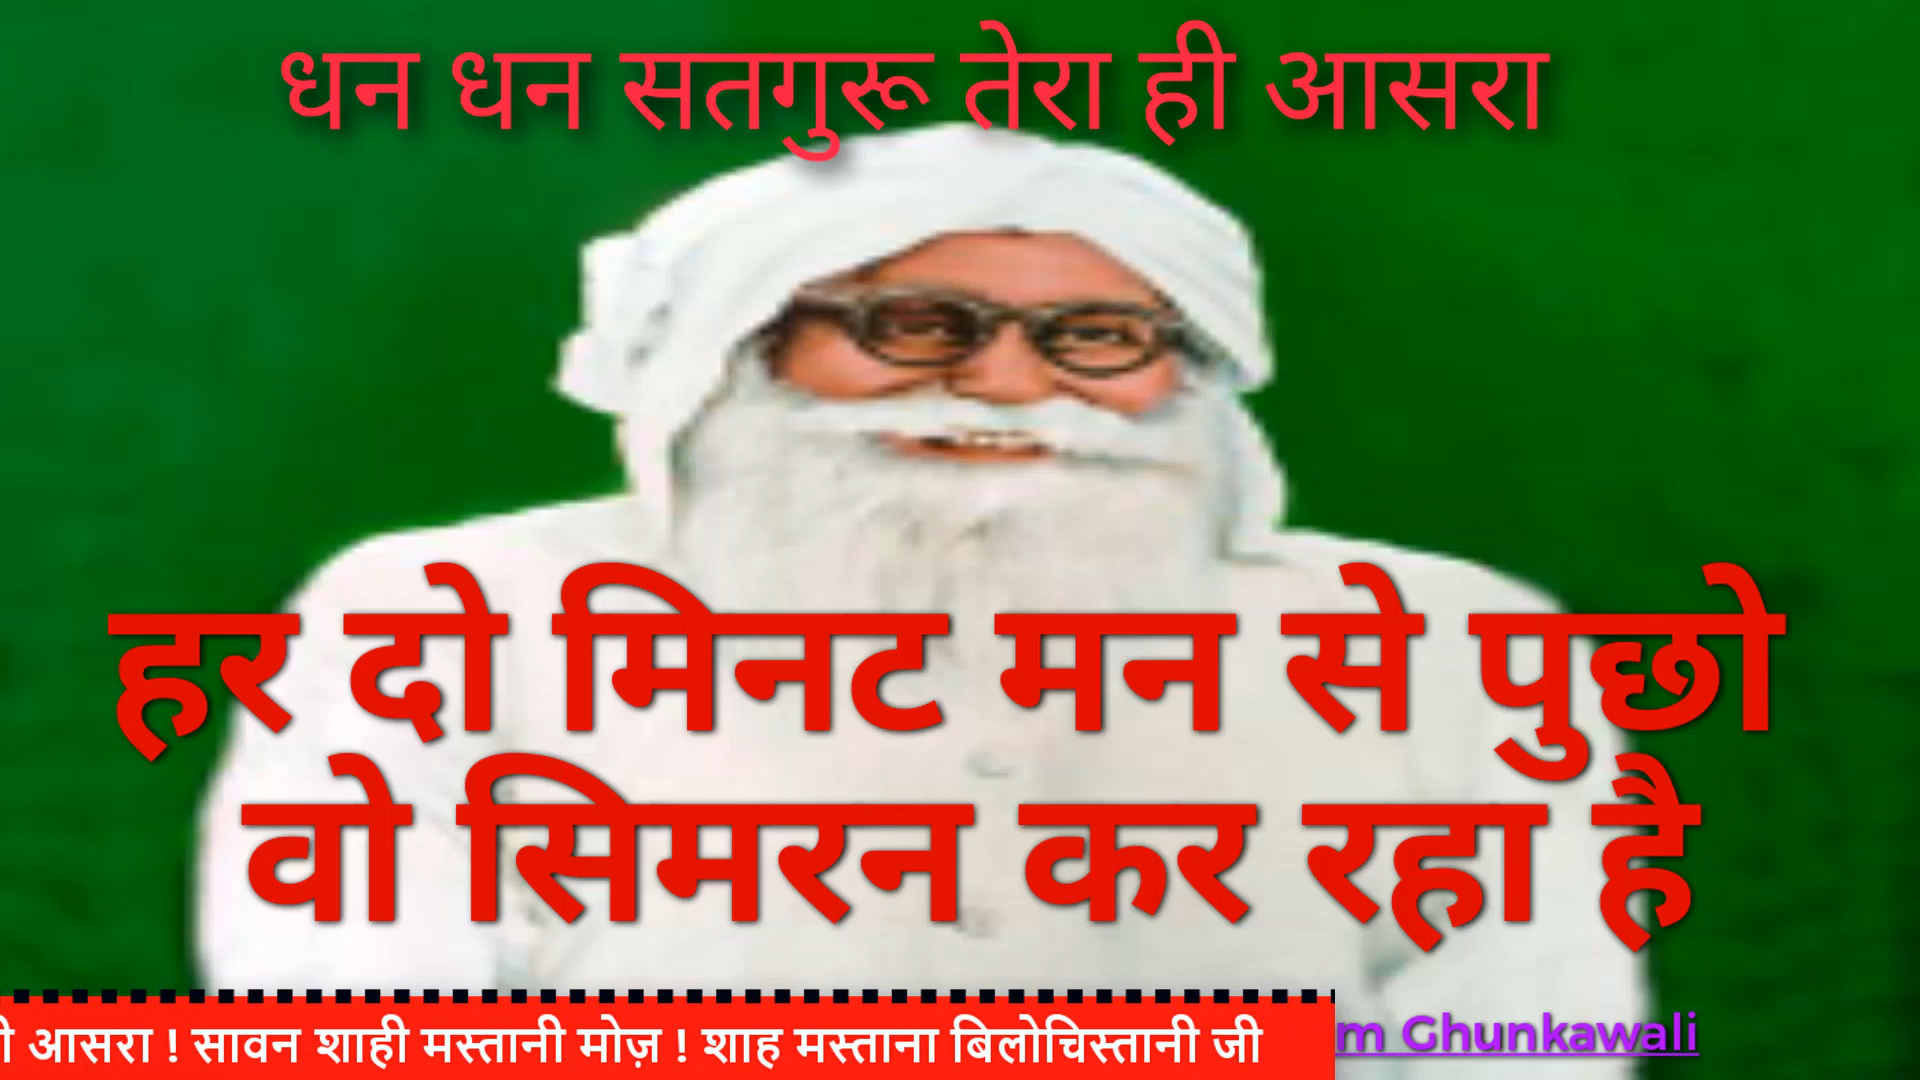 धन धन सतगुरू तेरा ही आसरा
हर दो मिनट मन से पुछो
वो सिमरन कर रहा है
आसरा ! सावन शाही मस्तानी मोज़ ! शाह मस्ताना बिलोचिस्तानी जी
Ghunkawali